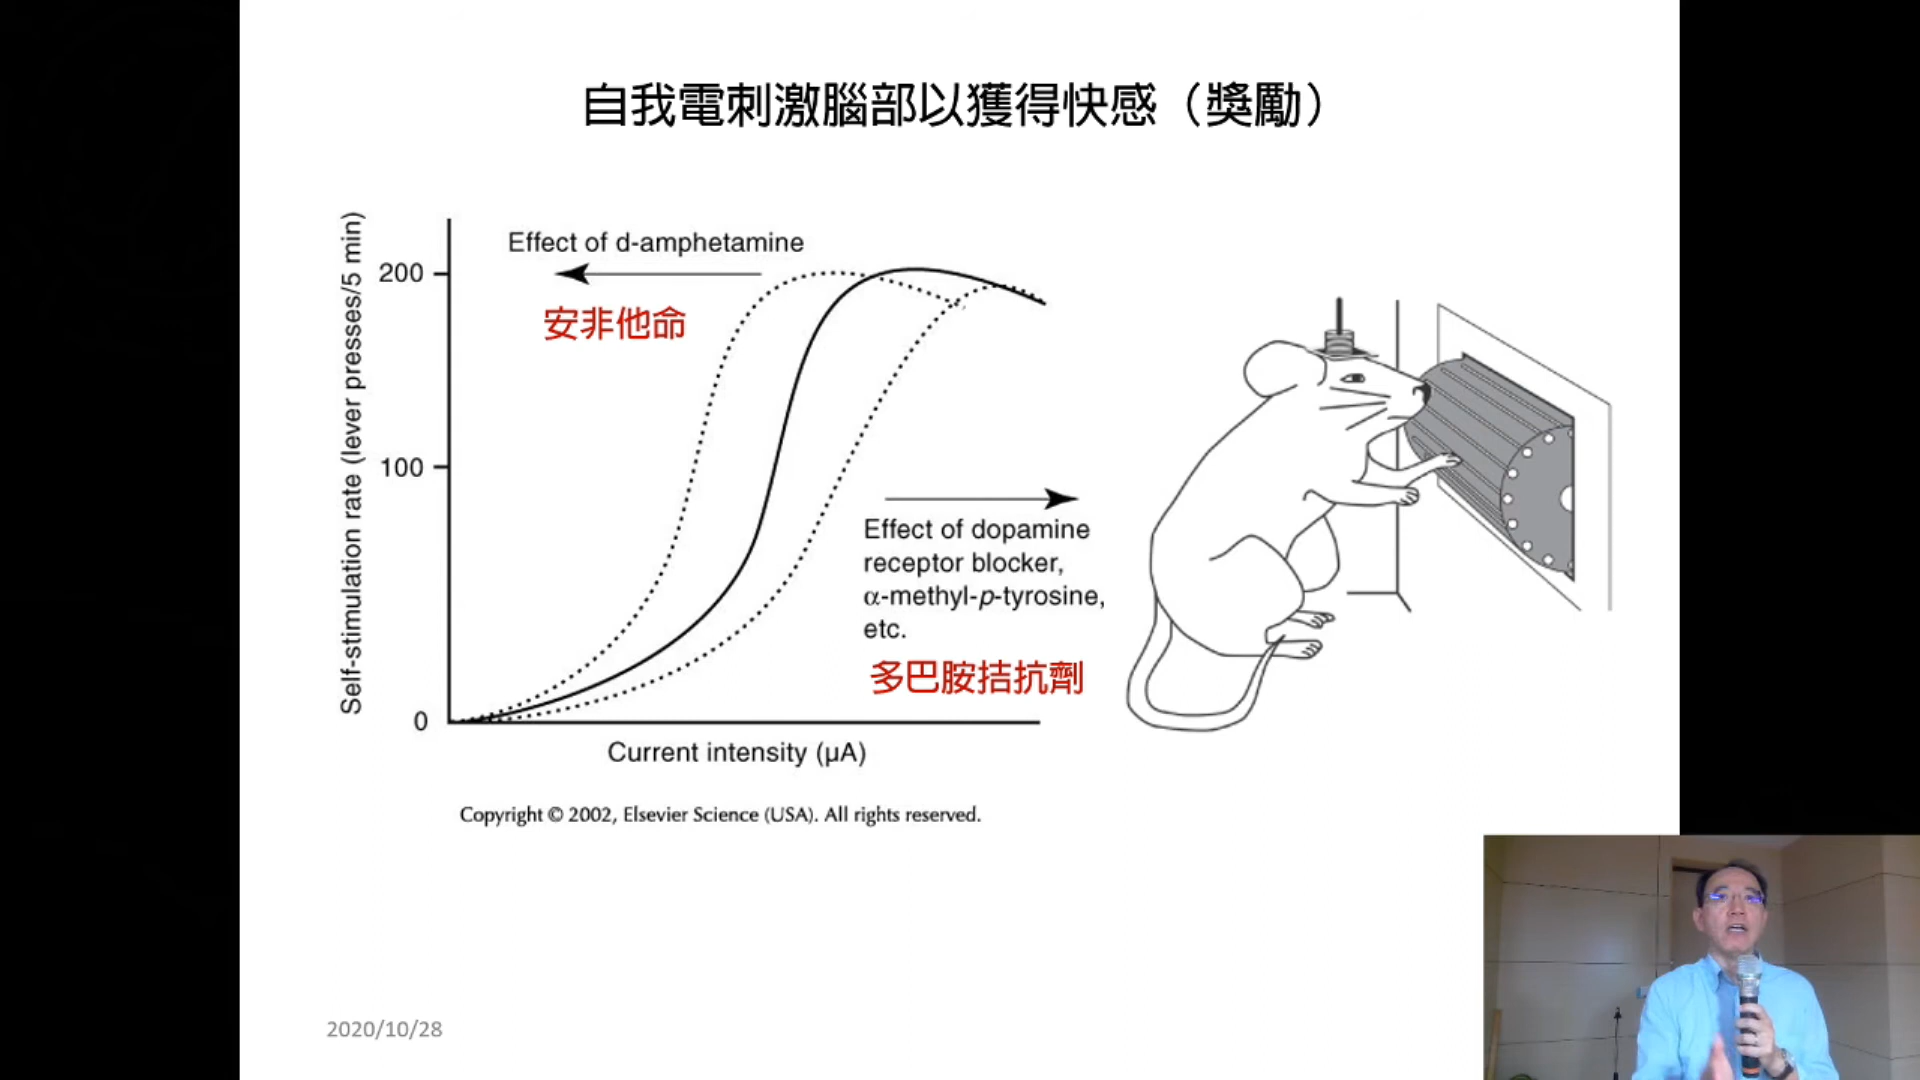 自我電刺激腦部以獲得快感（獎勵）
Self-stimulation rate (lever presses/5 min)
200
100
0
Effect of d-amphetamine
安非他命
Effect of dopamine
receptor blocker,
α-methyl-p-tyrosine,
etc.
多巴胺拮抗劑
Current intensity (µA)
Copyright © 2002, Elsevier Science (USA). All rights reserved.
2020/10/28